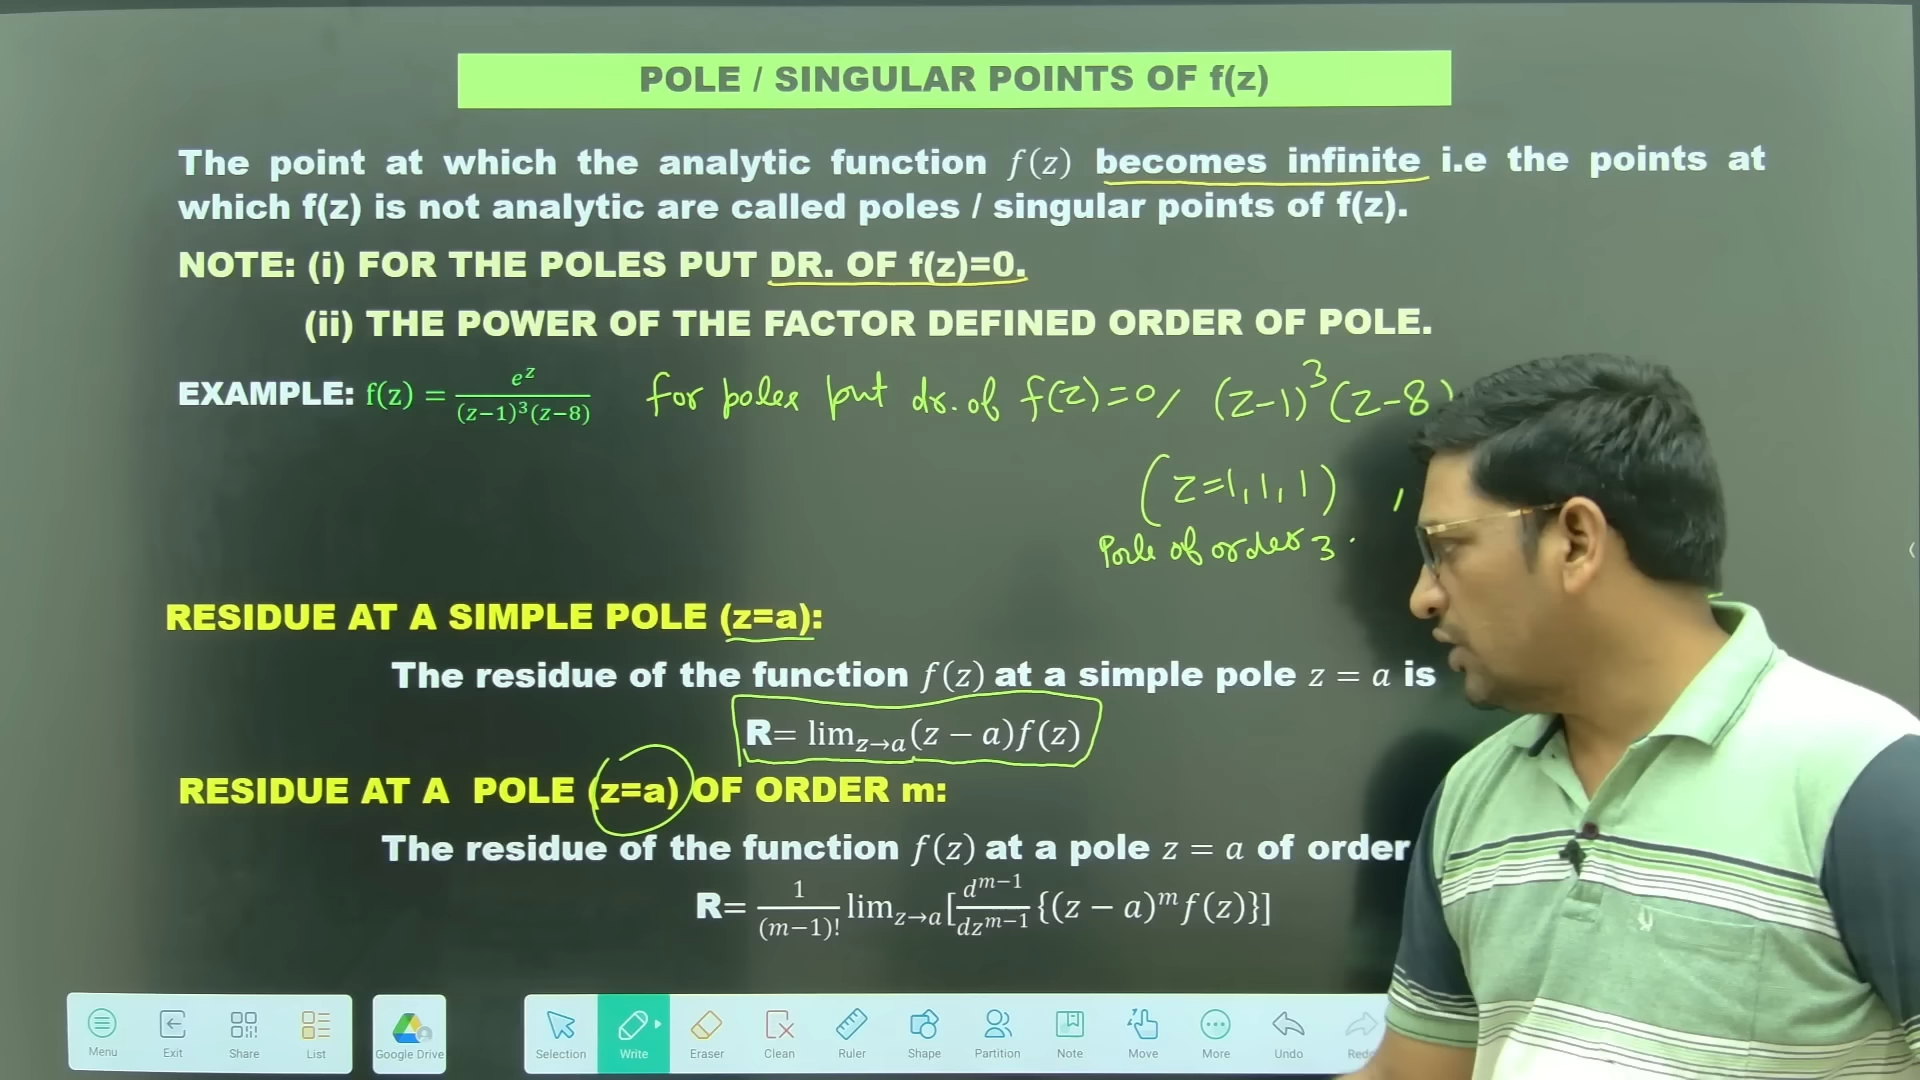 POLE / SINGULAR POINTS OF f(z)
The point at which the analytic function f(z) becomes infinite i.e the points at
which f(z) is not analytic are called poles / singular points of f(z).
NOTE: (i) FOR THE POLES PUT DR. OF f(z)=0.
(ii) THE POWER OF THE FACTOR DEFINED ORDER OF POLE.
EXAMPLE: f(z) = e^z/((z−1)^3(z−8)) for poles put dr. of f(z)=0, (z−1)^3(z−8)
(z=1,1,1) ,
Pole of order 3.
RESIDUE AT A SIMPLE POLE (z=a):
The residue of the function f(z) at a simple pole z = a is
R= lim_{z→a}(z − a)f(z)
RESIDUE AT A POLE (z=a) OF ORDER m:
The residue of the function f(z) at a pole z = a of order
R= 1/(m−1)! lim_{z→a}[d^{m−1}/dz^{m−1}{(z − a)^m f(z)}]
Menu Exit Share List Google Drive Selection Write Eraser Clean Ruler Shape Partition Note Move More Undo Redo